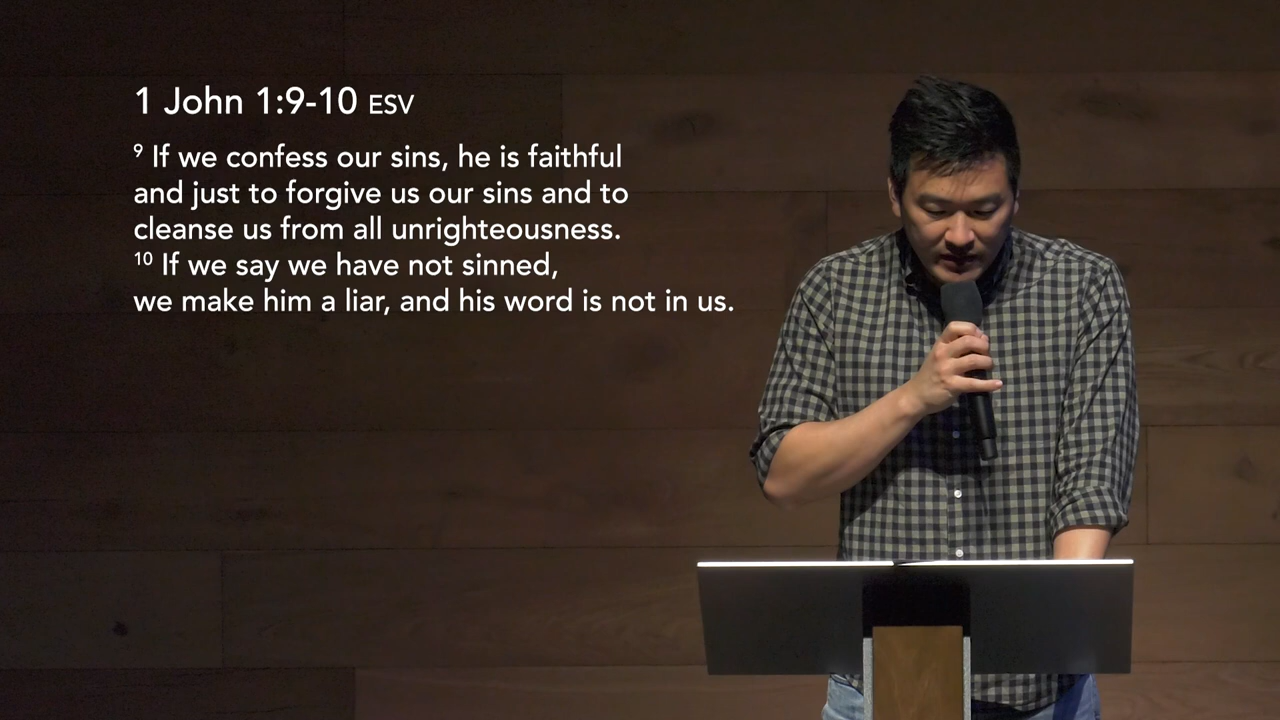 1 John 1:9-10 ESV
⁹ If we confess our sins, he is faithful
and just to forgive us our sins and to
cleanse us from all unrighteousness.
¹⁰ If we say we have not sinned,
we make him a liar, and his word is not in us.